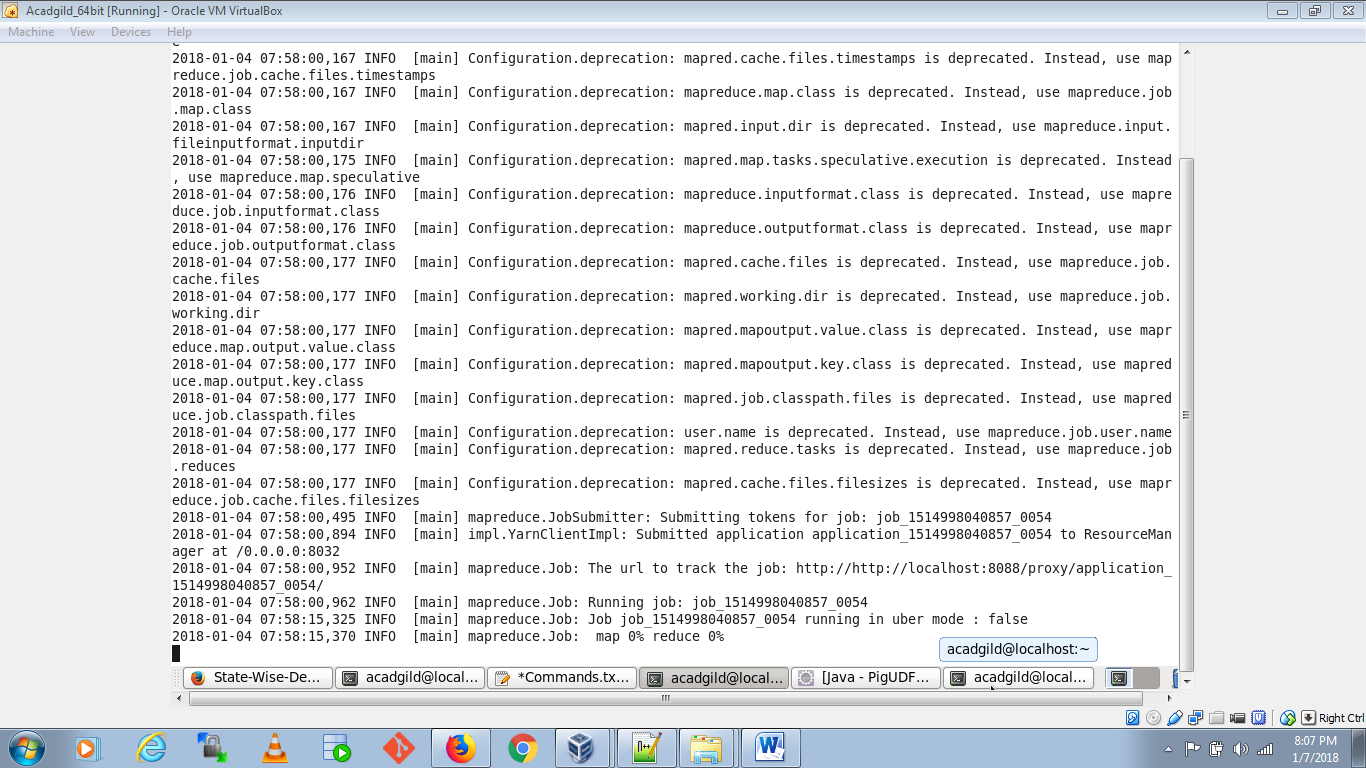 Acadgild_64bit [Running] - Oracle VM VirtualBox
Machine View Devices Help
2018-01-04 07:58:00,167 INFO  [main] Configuration.deprecation: mapred.cache.files.timestamps is deprecated. Instead, use map
reduce.job.cache.files.timestamps
2018-01-04 07:58:00,167 INFO  [main] Configuration.deprecation: mapreduce.map.class is deprecated. Instead, use mapreduce.job
.map.class
2018-01-04 07:58:00,167 INFO  [main] Configuration.deprecation: mapred.input.dir is deprecated. Instead, use mapreduce.input.
fileinputformat.inputdir
2018-01-04 07:58:00,175 INFO  [main] Configuration.deprecation: mapred.map.tasks.speculative.execution is deprecated. Instead
, use mapreduce.map.speculative
2018-01-04 07:58:00,176 INFO  [main] Configuration.deprecation: mapreduce.inputformat.class is deprecated. Instead, use mapre
duce.job.inputformat.class
2018-01-04 07:58:00,176 INFO  [main] Configuration.deprecation: mapreduce.outputformat.class is deprecated. Instead, use mapr
educe.job.outputformat.class
2018-01-04 07:58:00,177 INFO  [main] Configuration.deprecation: mapred.cache.files is deprecated. Instead, use mapreduce.job.
cache.files
2018-01-04 07:58:00,177 INFO  [main] Configuration.deprecation: mapred.working.dir is deprecated. Instead, use mapreduce.job.
working.dir
2018-01-04 07:58:00,177 INFO  [main] Configuration.deprecation: mapred.mapoutput.value.class is deprecated. Instead, use mapr
educe.map.output.value.class
2018-01-04 07:58:00,177 INFO  [main] Configuration.deprecation: mapred.mapoutput.key.class is deprecated. Instead, use mapred
uce.map.output.key.class
2018-01-04 07:58:00,177 INFO  [main] Configuration.deprecation: mapred.job.classpath.files is deprecated. Instead, use mapred
uce.job.classpath.files
2018-01-04 07:58:00,177 INFO  [main] Configuration.deprecation: user.name is deprecated. Instead, use mapreduce.job.user.name
2018-01-04 07:58:00,177 INFO  [main] Configuration.deprecation: mapred.reduce.tasks is deprecated. Instead, use mapreduce.job
.reduces
2018-01-04 07:58:00,177 INFO  [main] Configuration.deprecation: mapred.cache.files.filesizes is deprecated. Instead, use mapr
educe.job.cache.files.filesizes
2018-01-04 07:58:00,495 INFO  [main] mapreduce.JobSubmitter: Submitting tokens for job: job_1514998040857_0054
2018-01-04 07:58:00,894 INFO  [main] impl.YarnClientImpl: Submitted application application_1514998040857_0054 to ResourceMan
ager at /0.0.0.0:8032
2018-01-04 07:58:00,952 INFO  [main] mapreduce.Job: The url to track the job: http://http://localhost:8088/proxy/application_
1514998040857_0054/
2018-01-04 07:58:00,962 INFO  [main] mapreduce.Job: Running job: job_1514998040857_0054
2018-01-04 07:58:15,325 INFO  [main] mapreduce.Job: Job job_1514998040857_0054 running in uber mode : false
2018-01-04 07:58:15,370 INFO  [main] mapreduce.Job:  map 0% reduce 0%
acadgild@localhost:~
State-Wise-De... acadgild@local... *Commands.tx... acadgild@local... [Java - PigUDF... acadgild@local...
Right Ctrl
8:07 PM
1/7/2018